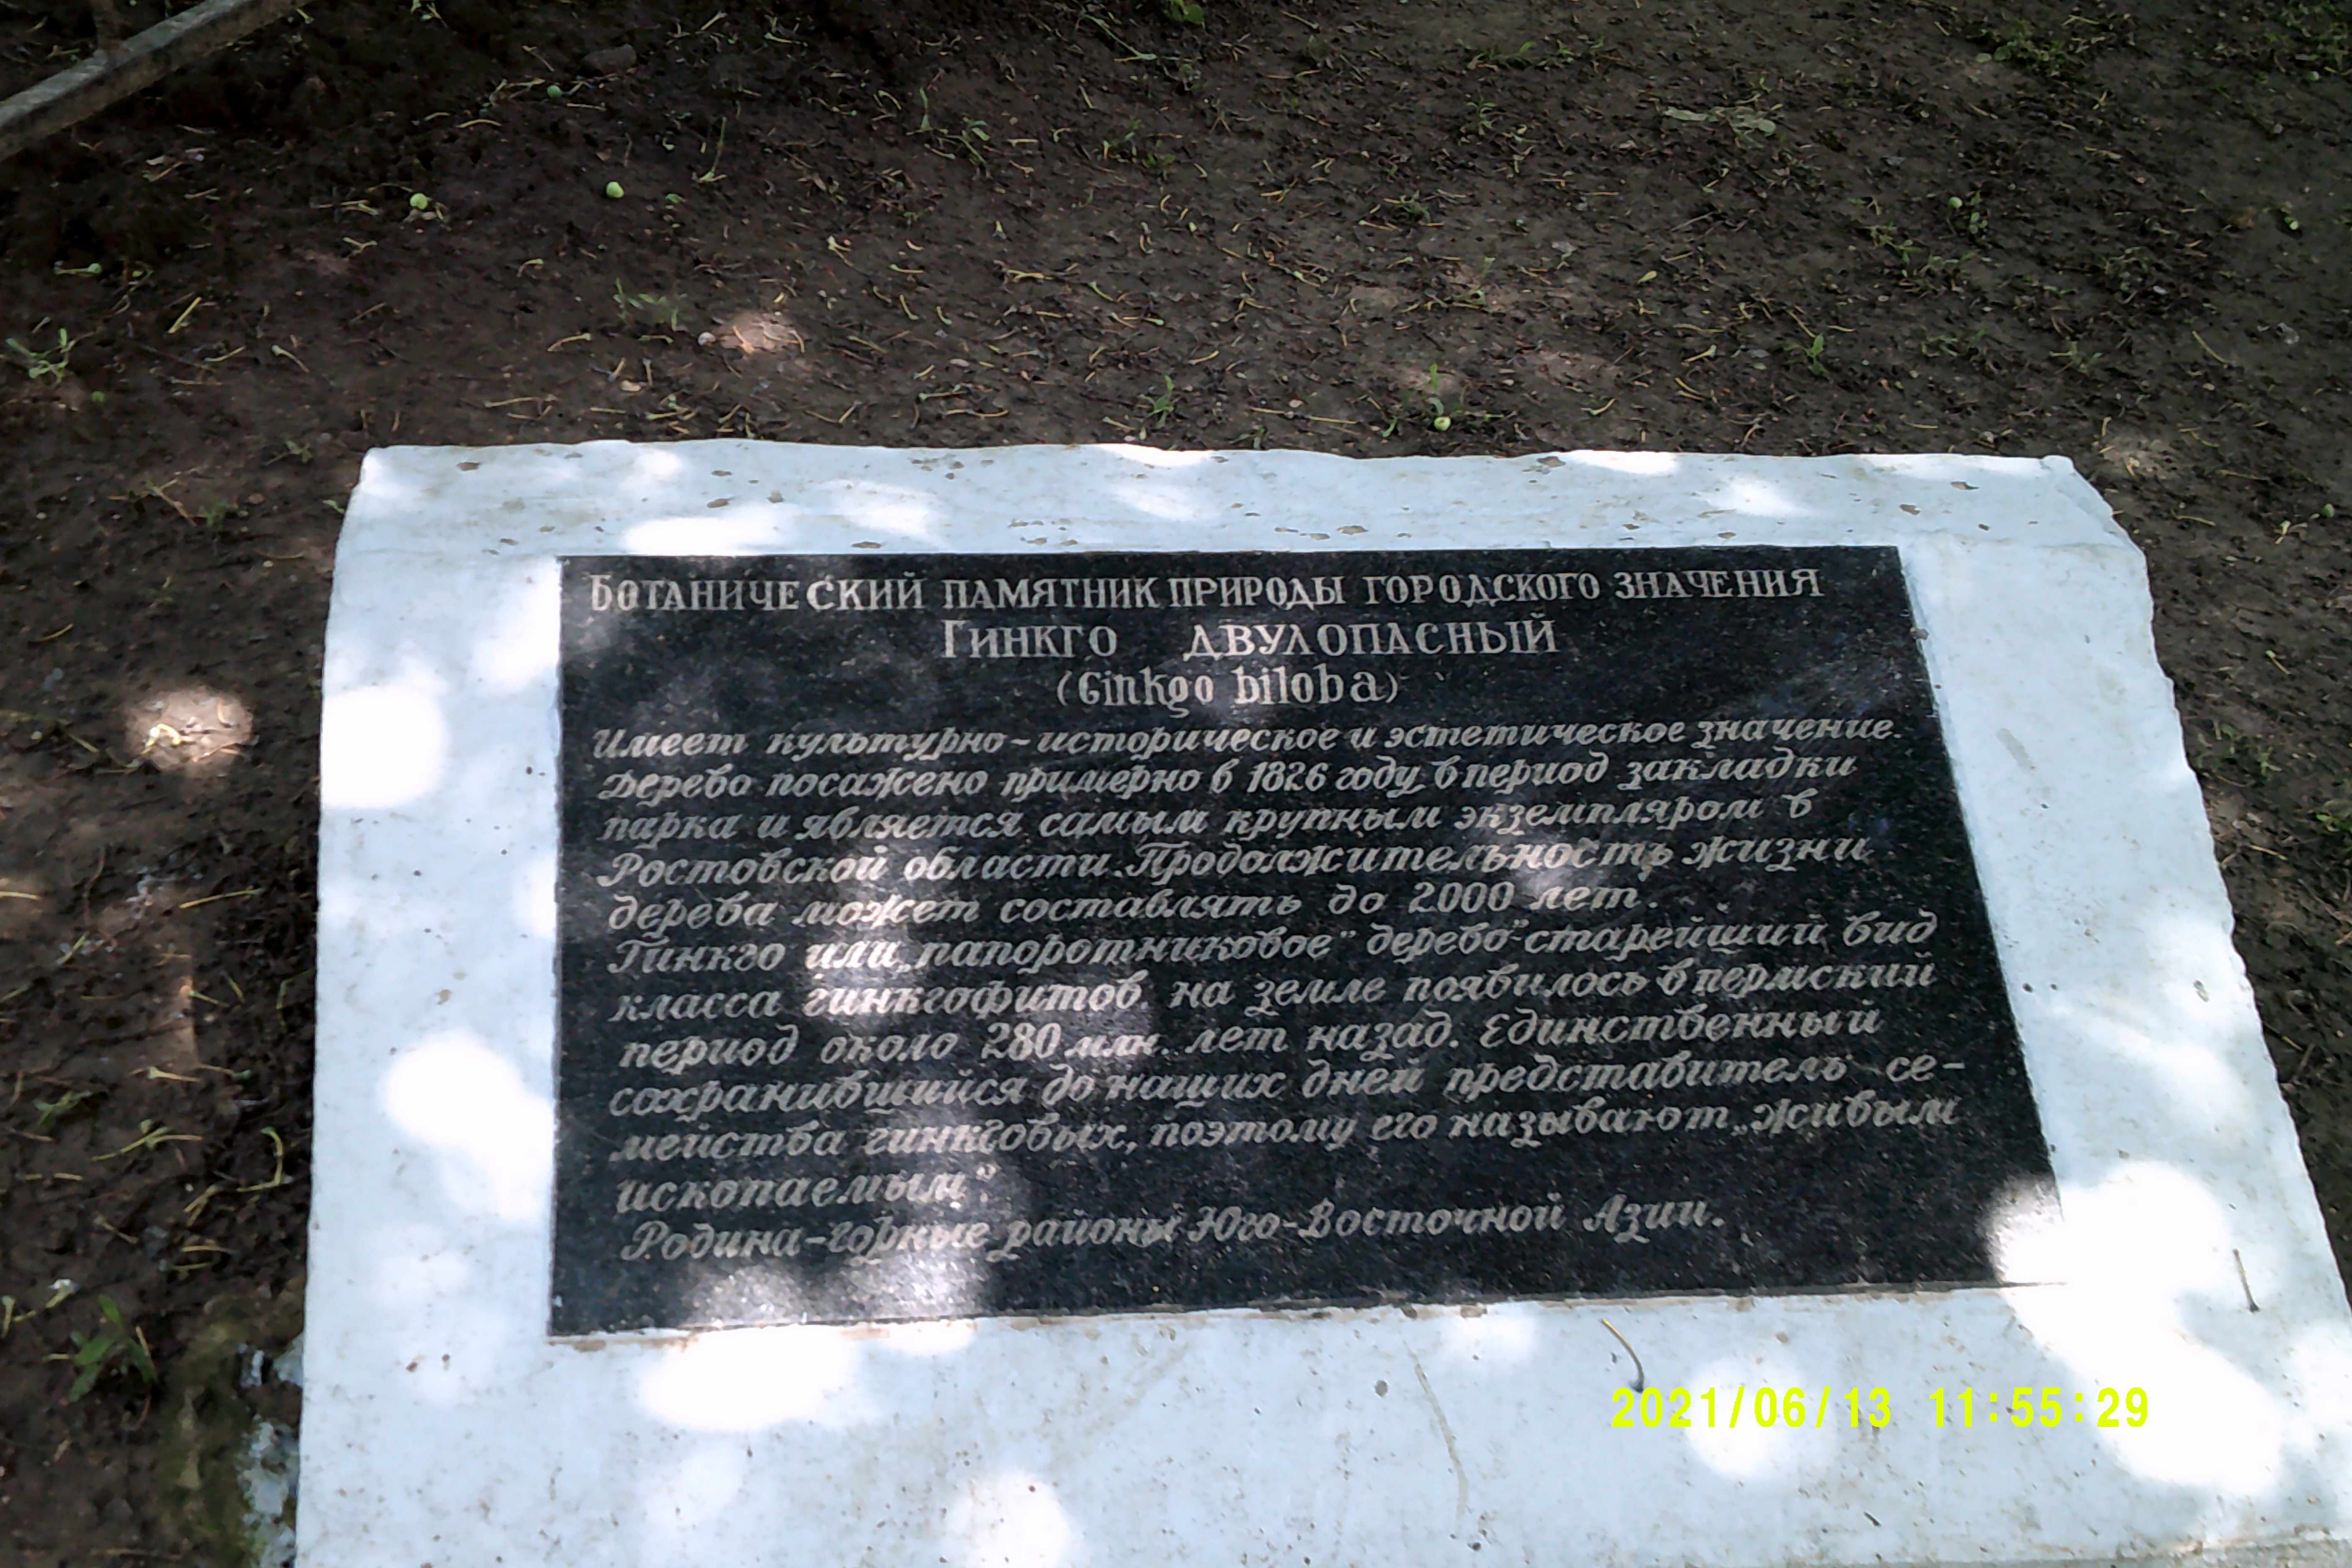 БОТАНИЧЕСКИЙ ПАМЯТНИК ПРИРОДЫ ГОРОДСКОГО ЗНАЧЕНИЯ
ГИНКГО ДВУЛОПАСНЫЙ
(Ginkgo biloba)
Имеет культурно-историческое и эстетическое значение.
Дерево посажено примерно в 1826 году, в период закладки
парка и является самым крупным экземпляром в
Ростовской области. Продолжительность жизни
дерева может составлять до 2000 лет.
Гинкго или „папоротниковое" дерево"-старейший вид
класса гинкгофитов, на земле появилось в пермский
период около 280 млн. лет назад. Единственный
сохранившийся до наших дней представитель се-
мейства гинкговых, поэтому его называют „живым
ископаемым".
Родина-горные районы Юго-Восточной Азии.
2021/06/13 11:55:29